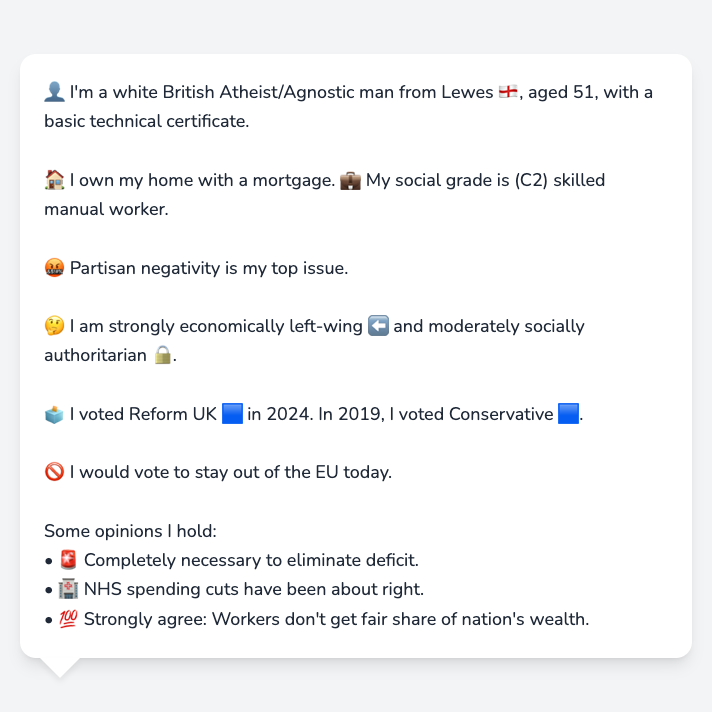 👤 I'm a white British Atheist/Agnostic man from Lewes 🏴󠁧󠁢󠁥󠁮󠁧󠁿, aged 51, with a
basic technical certificate.
🏠 I own my home with a mortgage. 💼 My social grade is (C2) skilled
manual worker.
🤬 Partisan negativity is my top issue.
🤔 I am strongly economically left-wing ⬅️ and moderately socially
authoritarian 🔒.
🗳️ I voted Reform UK 🟦 in 2024. In 2019, I voted Conservative 🟦.
🚫 I would vote to stay out of the EU today.
Some opinions I hold:
• 🚨 Completely necessary to eliminate deficit.
• 🏥 NHS spending cuts have been about right.
• 💯 Strongly agree: Workers don't get fair share of nation's wealth.